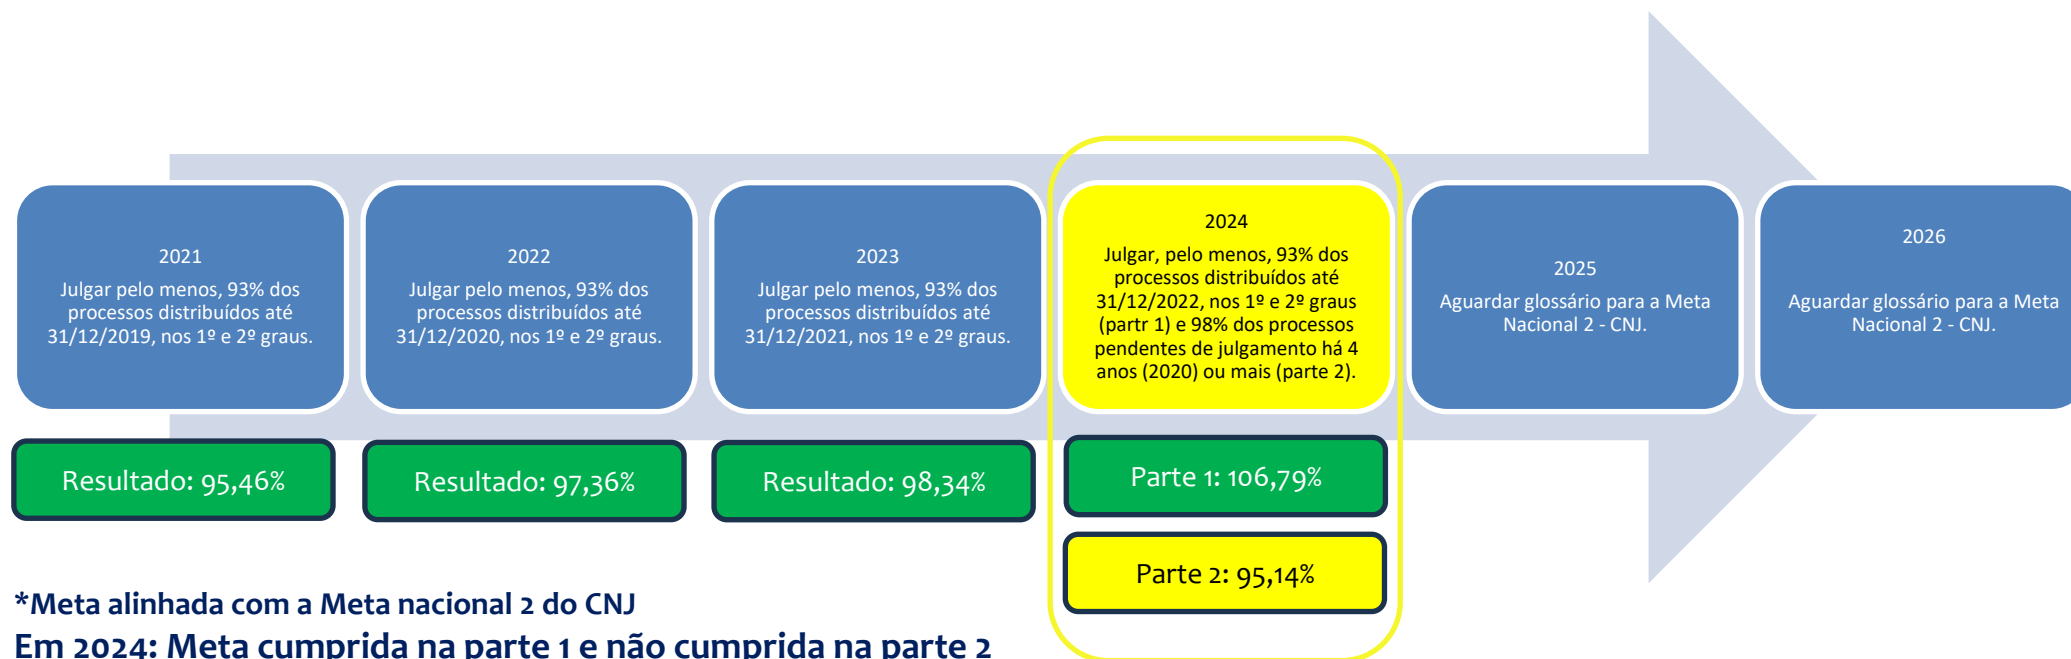 2021
Julgar pelo menos, 93% dos
processos distribuídos até
31/12/2019, nos 1º e 2º graus.
2022
Julgar pelo menos, 93% dos
processos distribuídos até
31/12/2020, nos 1º e 2º graus.
2023
Julgar pelo menos, 93% dos
processos distribuídos até
31/12/2021, nos 1º e 2º graus.
2024
Julgar, pelo menos, 93% dos
processos distribuídos até
31/12/2022, nos 1º e 2º graus
(partr 1) e 98% dos processos
pendentes de julgamento há 4
anos (2020) ou mais (parte 2).
2025
Aguardar glossário para a Meta
Nacional 2 - CNJ.
2026
Aguardar glossário para a Meta
Nacional 2 - CNJ.
Resultado: 95,46%
Resultado: 97,36%
Resultado: 98,34%
Parte 1: 106,79%
Parte 2: 95,14%
*Meta alinhada com a Meta nacional 2 do CNJ
Em 2024: Meta cumprida na parte 1 e não cumprida na parte 2